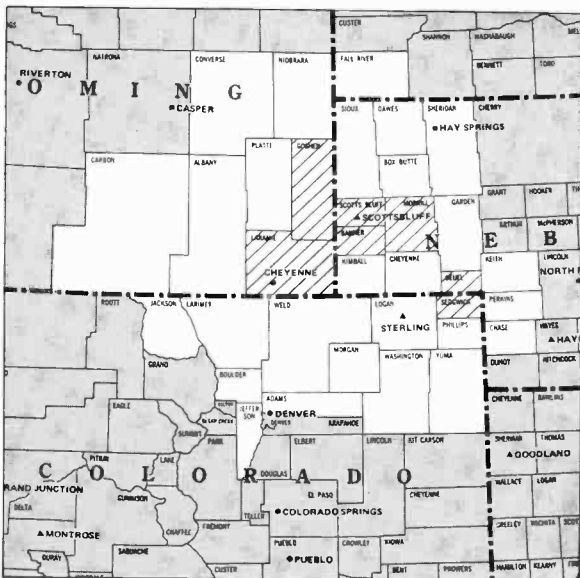 CUSTER
SHANNON
WASHABAUGH
NATRONA
CONVERSE
NIOBRARA
FALL RIVER
BENNETT
TODD
RIVERTON
O M I N G
CASPER
SIOUX
DAWES
SHERIDAN
CHERRY
HAY SPRINGS
PLATTE
GOSHEN
CARBON
ALBANY
BOX BUTTE
GRANT
HOOKER
SCOTTS BLUFF
MORRILL
GARDEN
SCOTTSBLUFF
ARTHUR
McPHERSON
LARAMIE
BANNER
N E B
CHEYENNE
KIMBALL
CHEYENNE
KEITH
LINCOLN
DEUEL
ROUTT
JACKSON
LARIMER
WELD
LOGAN
SEDGWICK
PERKINS
STERLING
PHILLIPS
CHASE
HAYES
GRAND
MORGAN
WASHINGTON
YUMA
DUNDY
HITCHCOCK
BOULDER
ADAMS
CHEYENNE
RAWLINS
EAGLE
JEFFER
SON
DENVER
DENVER
ARAPAHOE
SUMMIT
PARK
ELBERT
LINCOLN
KIT CARSON
SHERMAN
THOMAS
PITKIN
LAKE
GOODLAND
C O L O R A D O
DOUGLAS
WALLACE
LOGAN
GRAND JUNCTION
GUNNISON
EL PASO
CHEYENNE
DELTA
TELLER
COLORADO SPRINGS
CHAFFEE
FREMONT
GREELEY
WICHITA
MONTROSE
PUEBLO
CROWLEY
KIOWA
OURAY
SAGUACHE
PUEBLO
CUSTER
BENT
PROWERS
HAMILTON
KEARNY